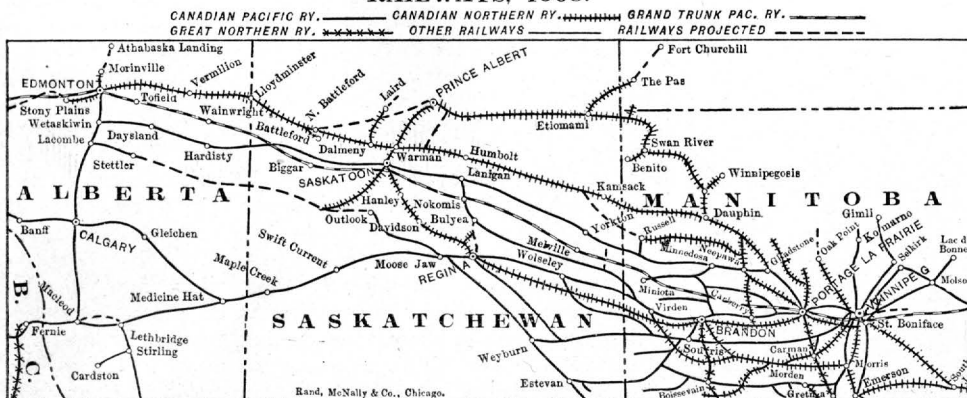 CANADIAN PACIFIC RY. CANADIAN NORTHERN RY. GRAND TRUNK PAC. RY.
GREAT NORTHERN RY. OTHER RAILWAYS RAILWAYS PROJECTED
Athabaska Landing
Fort Churchill
Morinville
EDMONTON
Vermilion
Lloydminster
N. Battleford
Laird
PRINCE ALBERT
The Pas
Stony Plains
Tofield
Wainwright
Wetaskiwin
Battleford
Etiomami
Lacombe
Daysland
Dalmeny
Swan River
Hardisty
Warman
Humbolt
Benito
Stettler
Biggar
SASKATOON
Lanigan
Winnipegosis
ALBERTA
Kamsack
MANITOBA
Hanley
Nokomis
Dauphin
Gimli
Outlook
Bulyea
Yorkton
Russell
Komarno
Banff
CALGARY
Gleichen
Davidson
Melville
Minnedosa
Neepawa
Gladstone
Oak Point
PORTAGE LA PRAIRIE
Selkirk
Lac d
Bonne
Swift Current
Moose Jaw
REGINA
Wolseley
Maple Creek
Miniota
Carberry
WINNIPEG
Molso
B. C.
Macleod
Medicine Hat
Virden
Fernie
SASKATCHEWAN
BRANDON
St. Boniface
Lethbridge
Stirling
Weyburn
Souris
Carman
Morris
Cardston
Estevan
Morden
Emerson
Rand, McNally & Co., Chicago.
Boissevain
Gretna